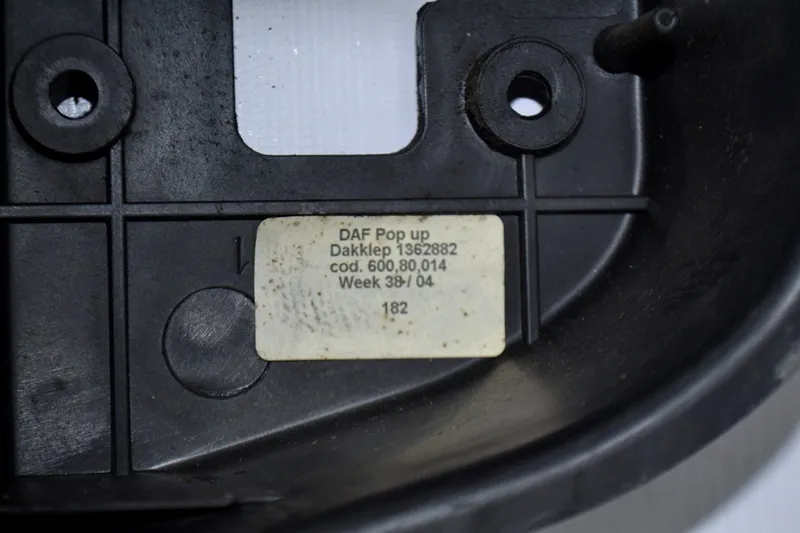 DAF Pop up
Dakklep 1362882
cod. 600,80,014
Week 38/ 04
182